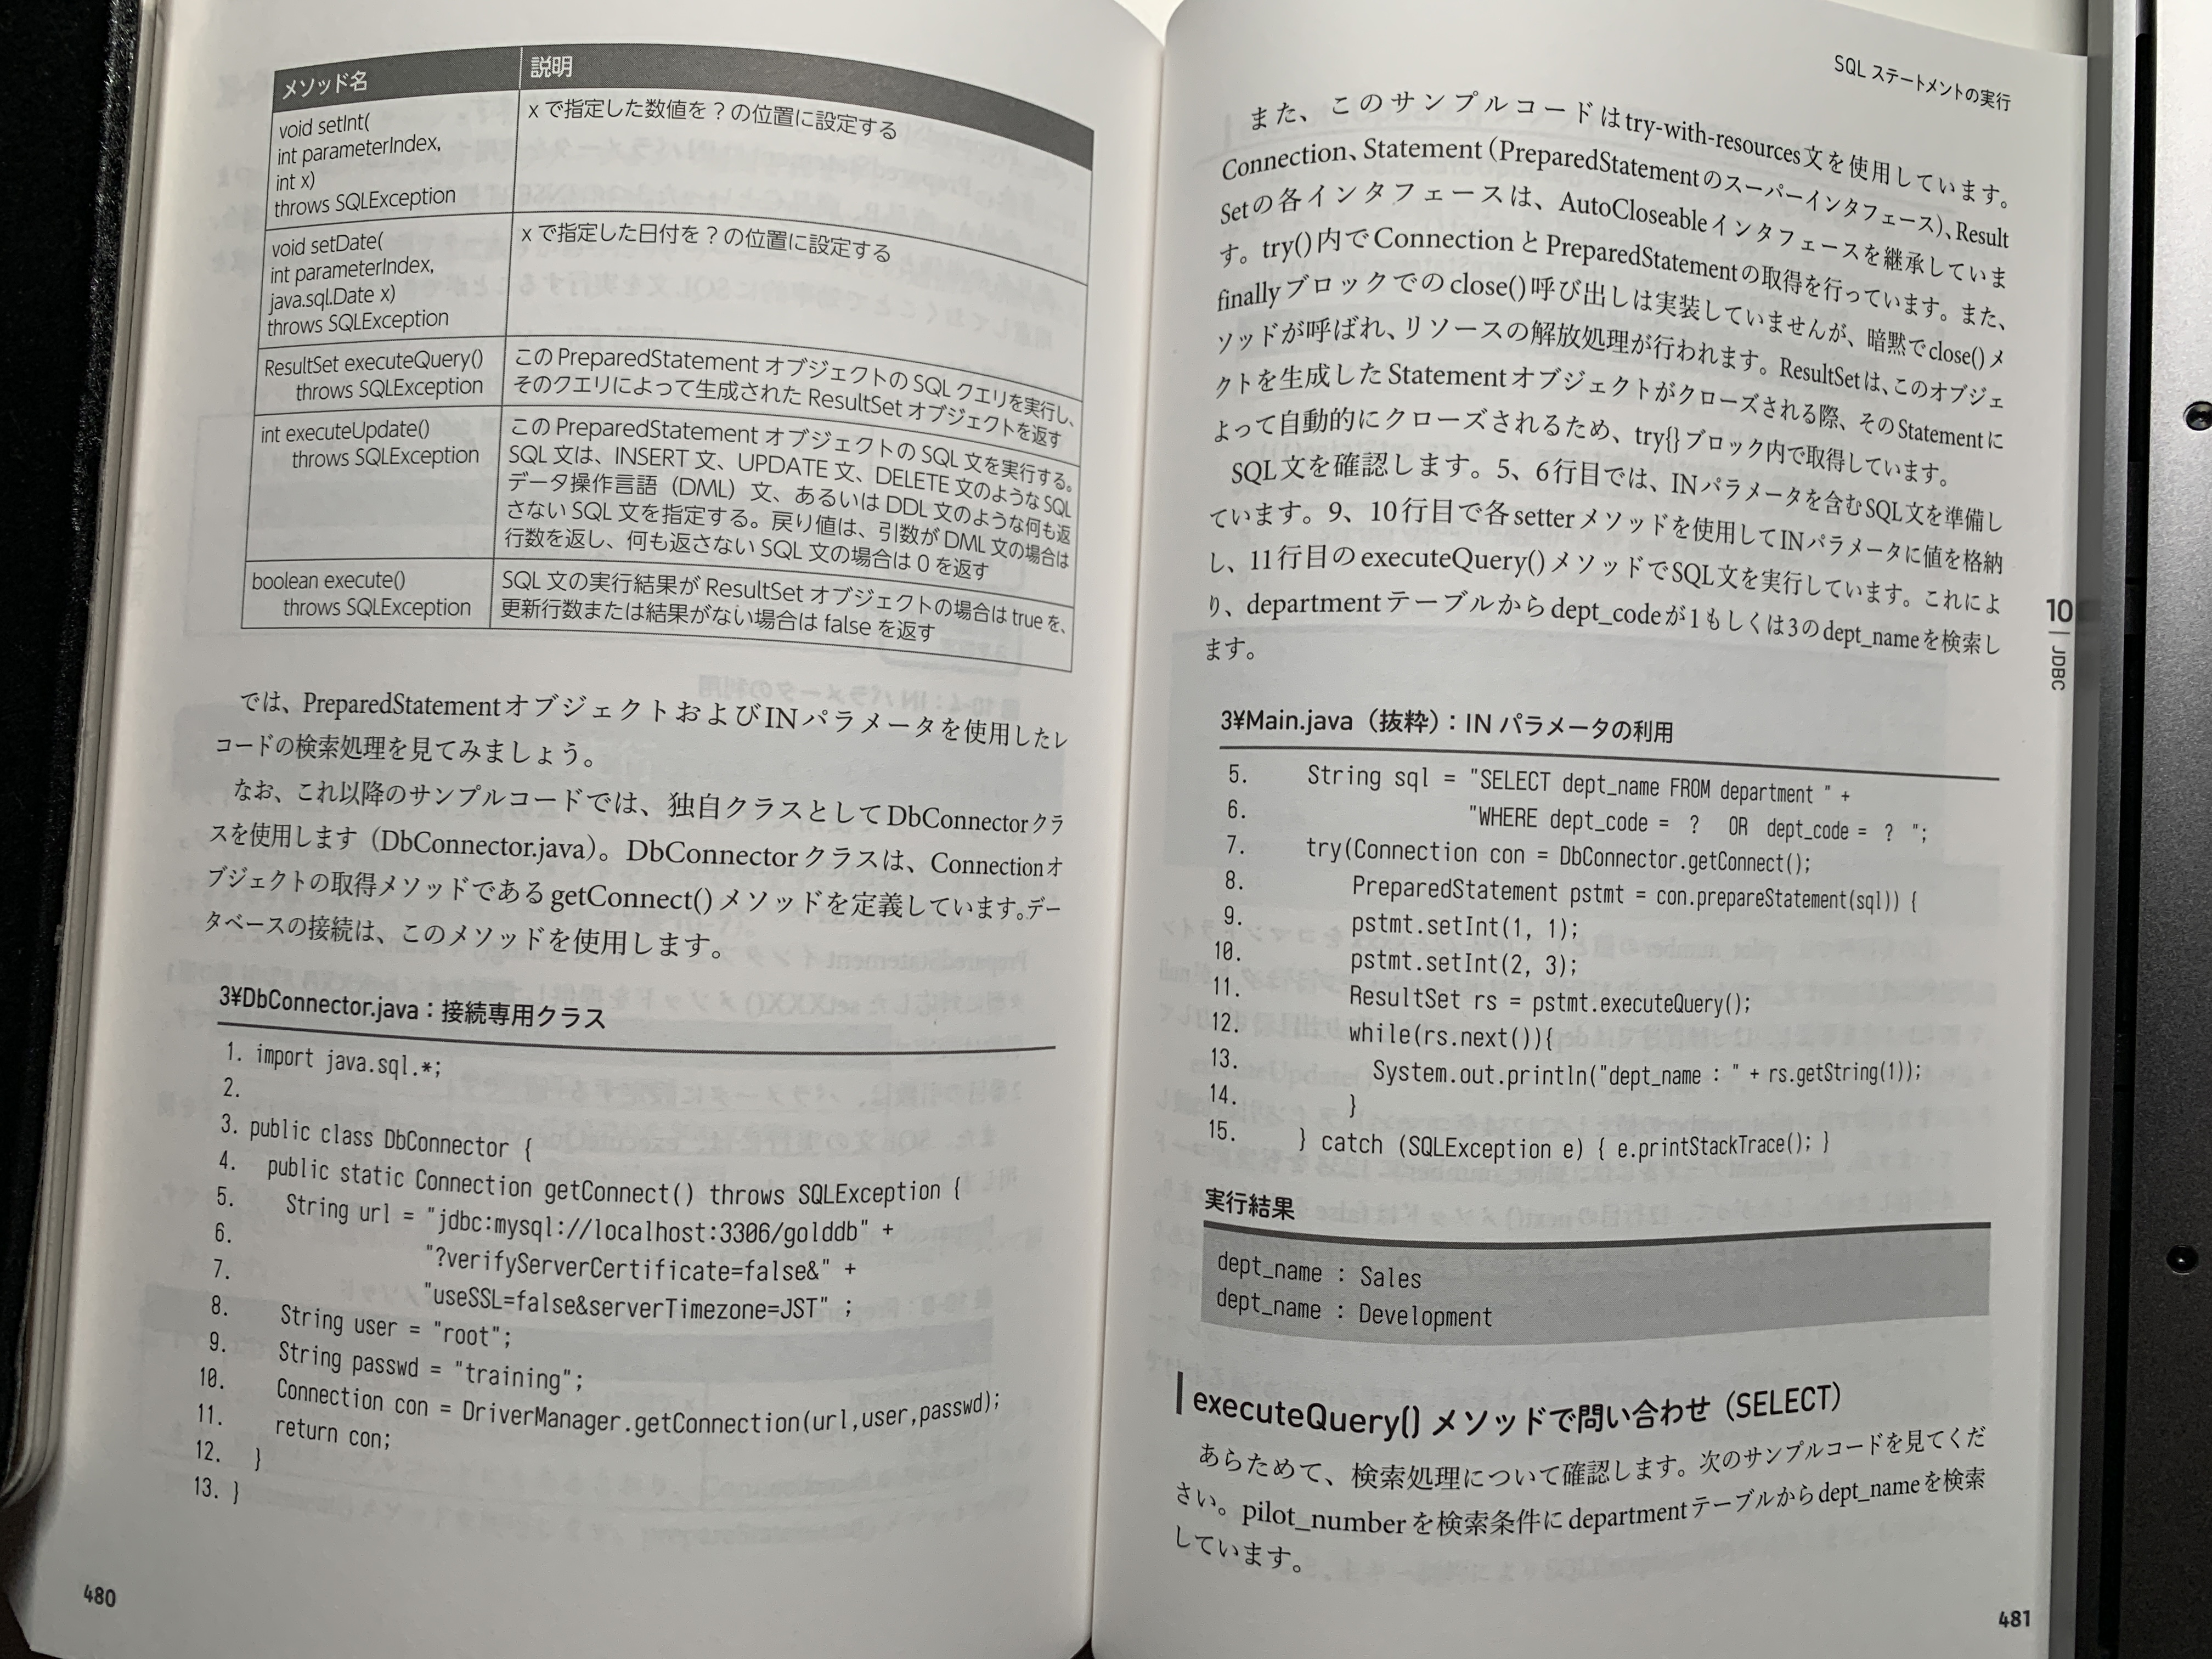 メソッド名 説明
void setInt(
int parameterIndex,
int x)
throws SQLException
x で指定した数値を ? の位置に設定する
void setDate(
int parameterIndex,
java.sql.Date x)
throws SQLException
x で指定した日付を ? の位置に設定する
ResultSet executeQuery()
throws SQLException
この PreparedStatement オブジェクトの SQL クエリを実行し、
そのクエリによって生成された ResultSet オブジェクトを返す
int executeUpdate()
throws SQLException
この PreparedStatement オブジェクトの SQL 文を実行する。
SQL 文は、INSERT 文、UPDATE 文、DELETE 文のような SQL
データ操作言語（DML）文、あるいは DDL 文のような何も返
さない SQL 文を指定する。戻り値は、引数が DML 文の場合は
行数を返し、何も返さない SQL 文の場合は 0 を返す
boolean execute()
throws SQLException
SQL 文の実行結果が ResultSet オブジェクトの場合は true を、
更新行数または結果がない場合は false を返す
では、PreparedStatementオブジェクトおよびINパラメータを使用したレ
コードの検索処理を見てみましょう。
なお、これ以降のサンプルコードでは、独自クラスとしてDbConnectorクラ
スを使用します（DbConnector.java）。DbConnectorクラスは、Connectionオ
ブジェクトの取得メソッドであるgetConnect()メソッドを定義しています。デー
タベースの接続は、このメソッドを使用します。
3¥DbConnector.java：接続専用クラス
1. import java.sql.*;
2.
3. public class DbConnector {
4. public static Connection getConnect() throws SQLException {
5. String url = "jdbc:mysql://localhost:3306/golddb" +
6. "?verifyServerCertificate=false&" +
7. "useSSL=false&serverTimezone=JST" ;
8. String user = "root";
9. String passwd = "training";
10. Connection con = DriverManager.getConnection(url,user,passwd);
11. return con;
12. }
13. }
480
SQL ステートメントの実行
また、このサンプルコードはtry-with-resources文を使用しています。
Connection、Statement（PreparedStatementのスーパーインタフェース）、Result
Setの各インタフェースは、AutoCloseableインタフェースを継承していま
す。try()内でConnectionとPreparedStatementの取得を行っています。また、
finallyブロックでのclose()呼び出しは実装していませんが、暗黙でclose()メ
ソッドが呼ばれ、リソースの解放処理が行われます。ResultSetは、このオブジェ
クトを生成したStatementオブジェクトがクローズされる際、そのStatementに
よって自動的にクローズされるため、try{}ブロック内で取得しています。
SQL文を確認します。5、6行目では、INパラメータを含むSQL文を準備し
ています。9、10行目で各setterメソッドを使用してINパラメータに値を格納
し、11行目のexecuteQuery()メソッドでSQL文を実行しています。これによ
り、departmentテーブルからdept_codeが1もしくは3のdept_nameを検索し
ます。
10
JDBC
3¥Main.java（抜粋）：IN パラメータの利用
5. String sql = "SELECT dept_name FROM department " +
6. "WHERE dept_code = ? OR dept_code = ? ";
7. try(Connection con = DbConnector.getConnect();
8. PreparedStatement pstmt = con.prepareStatement(sql)) {
9. pstmt.setInt(1, 1);
10. pstmt.setInt(2, 3);
11. ResultSet rs = pstmt.executeQuery();
12. while(rs.next()){
13. System.out.println("dept_name : " + rs.getString(1));
14. }
15. } catch (SQLException e) { e.printStackTrace(); }
実行結果
dept_name : Sales
dept_name : Development
executeQuery() メソッドで問い合わせ（SELECT）
あらためて、検索処理について確認します。次のサンプルコードを見てくだ
さい。pilot_numberを検索条件にdepartmentテーブルからdept_nameを検索
しています。
481